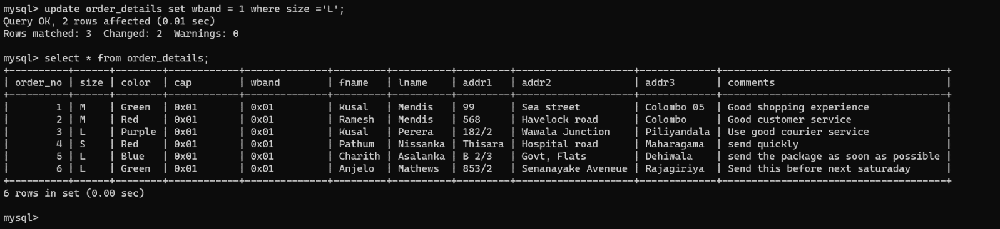 mysql> update order_details set wband = 1 where size ='L';
Query OK, 2 rows affected (0.01 sec)
Rows matched: 3  Changed: 2  Warnings: 0

mysql> select * from order_details;
+----------+------+--------+------------+--------------+---------+----------+---------+--------------------+-------------+--------------------------------------+
| order_no | size | color  | cap        | wband        | fname   | lname    | addr1   | addr2              | addr3       | comments                             |
+----------+------+--------+------------+--------------+---------+----------+---------+--------------------+-------------+--------------------------------------+
|        1 | M    | Green  | 0x01       | 0x01         | Kusal   | Mendis   | 99      | Sea street         | Colombo 05  | Good shopping experience             |
|        2 | M    | Red    | 0x01       | 0x01         | Ramesh  | Mendis   | 568     | Havelock road      | Colombo     | Good customer service                |
|        3 | L    | Purple | 0x01       | 0x01         | Kusal   | Perera   | 182/2   | Wawala Junction    | Piliyandala | Use good courier service             |
|        4 | S    | Red    | 0x01       | 0x01         | Pathum  | Nissanka | Thisara | Hospital road      | Maharagama  | send quickly                         |
|        5 | L    | Blue   | 0x01       | 0x01         | Charith | Asalanka | B 2/3   | Govt, Flats        | Dehiwala    | send the package as soon as possible |
|        6 | L    | Green  | 0x01       | 0x01         | Anjelo  | Mathews  | 853/2   | Senanayake Aveneue | Rajagiriya  | Send this before next saturaday      |
+----------+------+--------+------------+--------------+---------+----------+---------+--------------------+-------------+--------------------------------------+
6 rows in set (0.00 sec)

mysql>